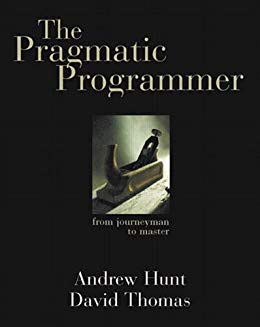 The
Pragmatic
Programmer
from journeyman
to master
Andrew Hunt
David Thomas